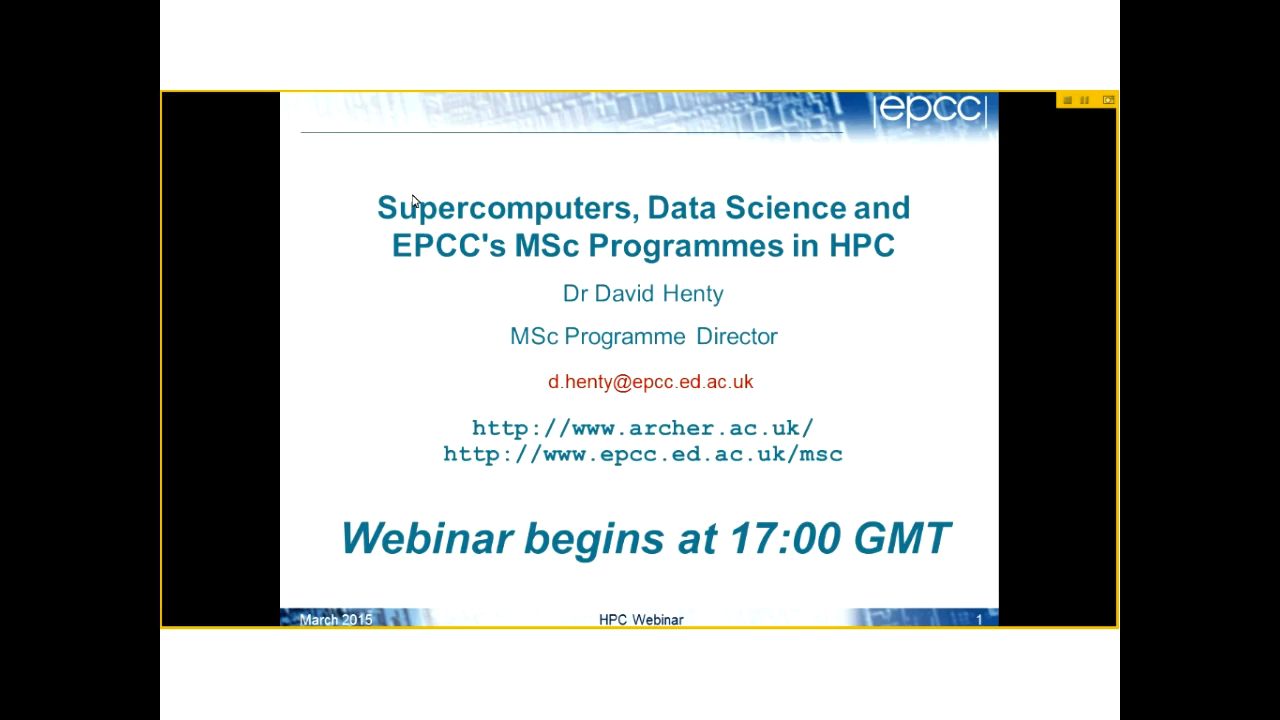 |epcc|
Supercomputers, Data Science and
EPCC's MSc Programmes in HPC
Dr David Henty
MSc Programme Director
d.henty@epcc.ed.ac.uk
http://www.archer.ac.uk/
http://www.epcc.ed.ac.uk/msc
Webinar begins at 17:00 GMT
March 2015
HPC Webinar
1